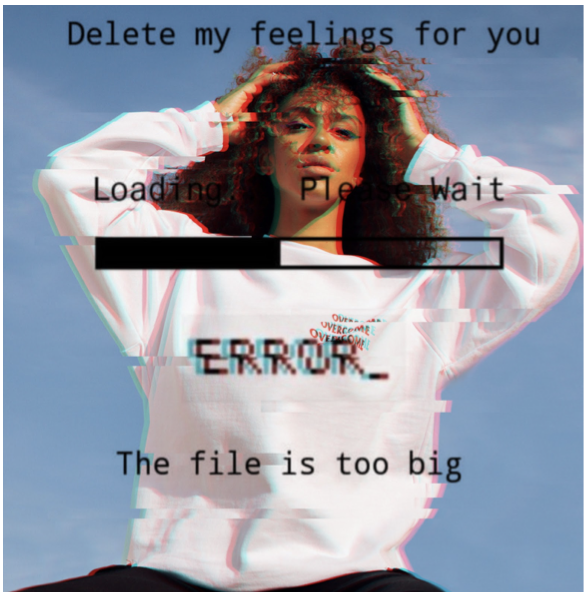 Delete my feelings for you
Loading... Please Wait
OVERCOME
OVERCOME
OVERCOME
ERROR_
The file is too big